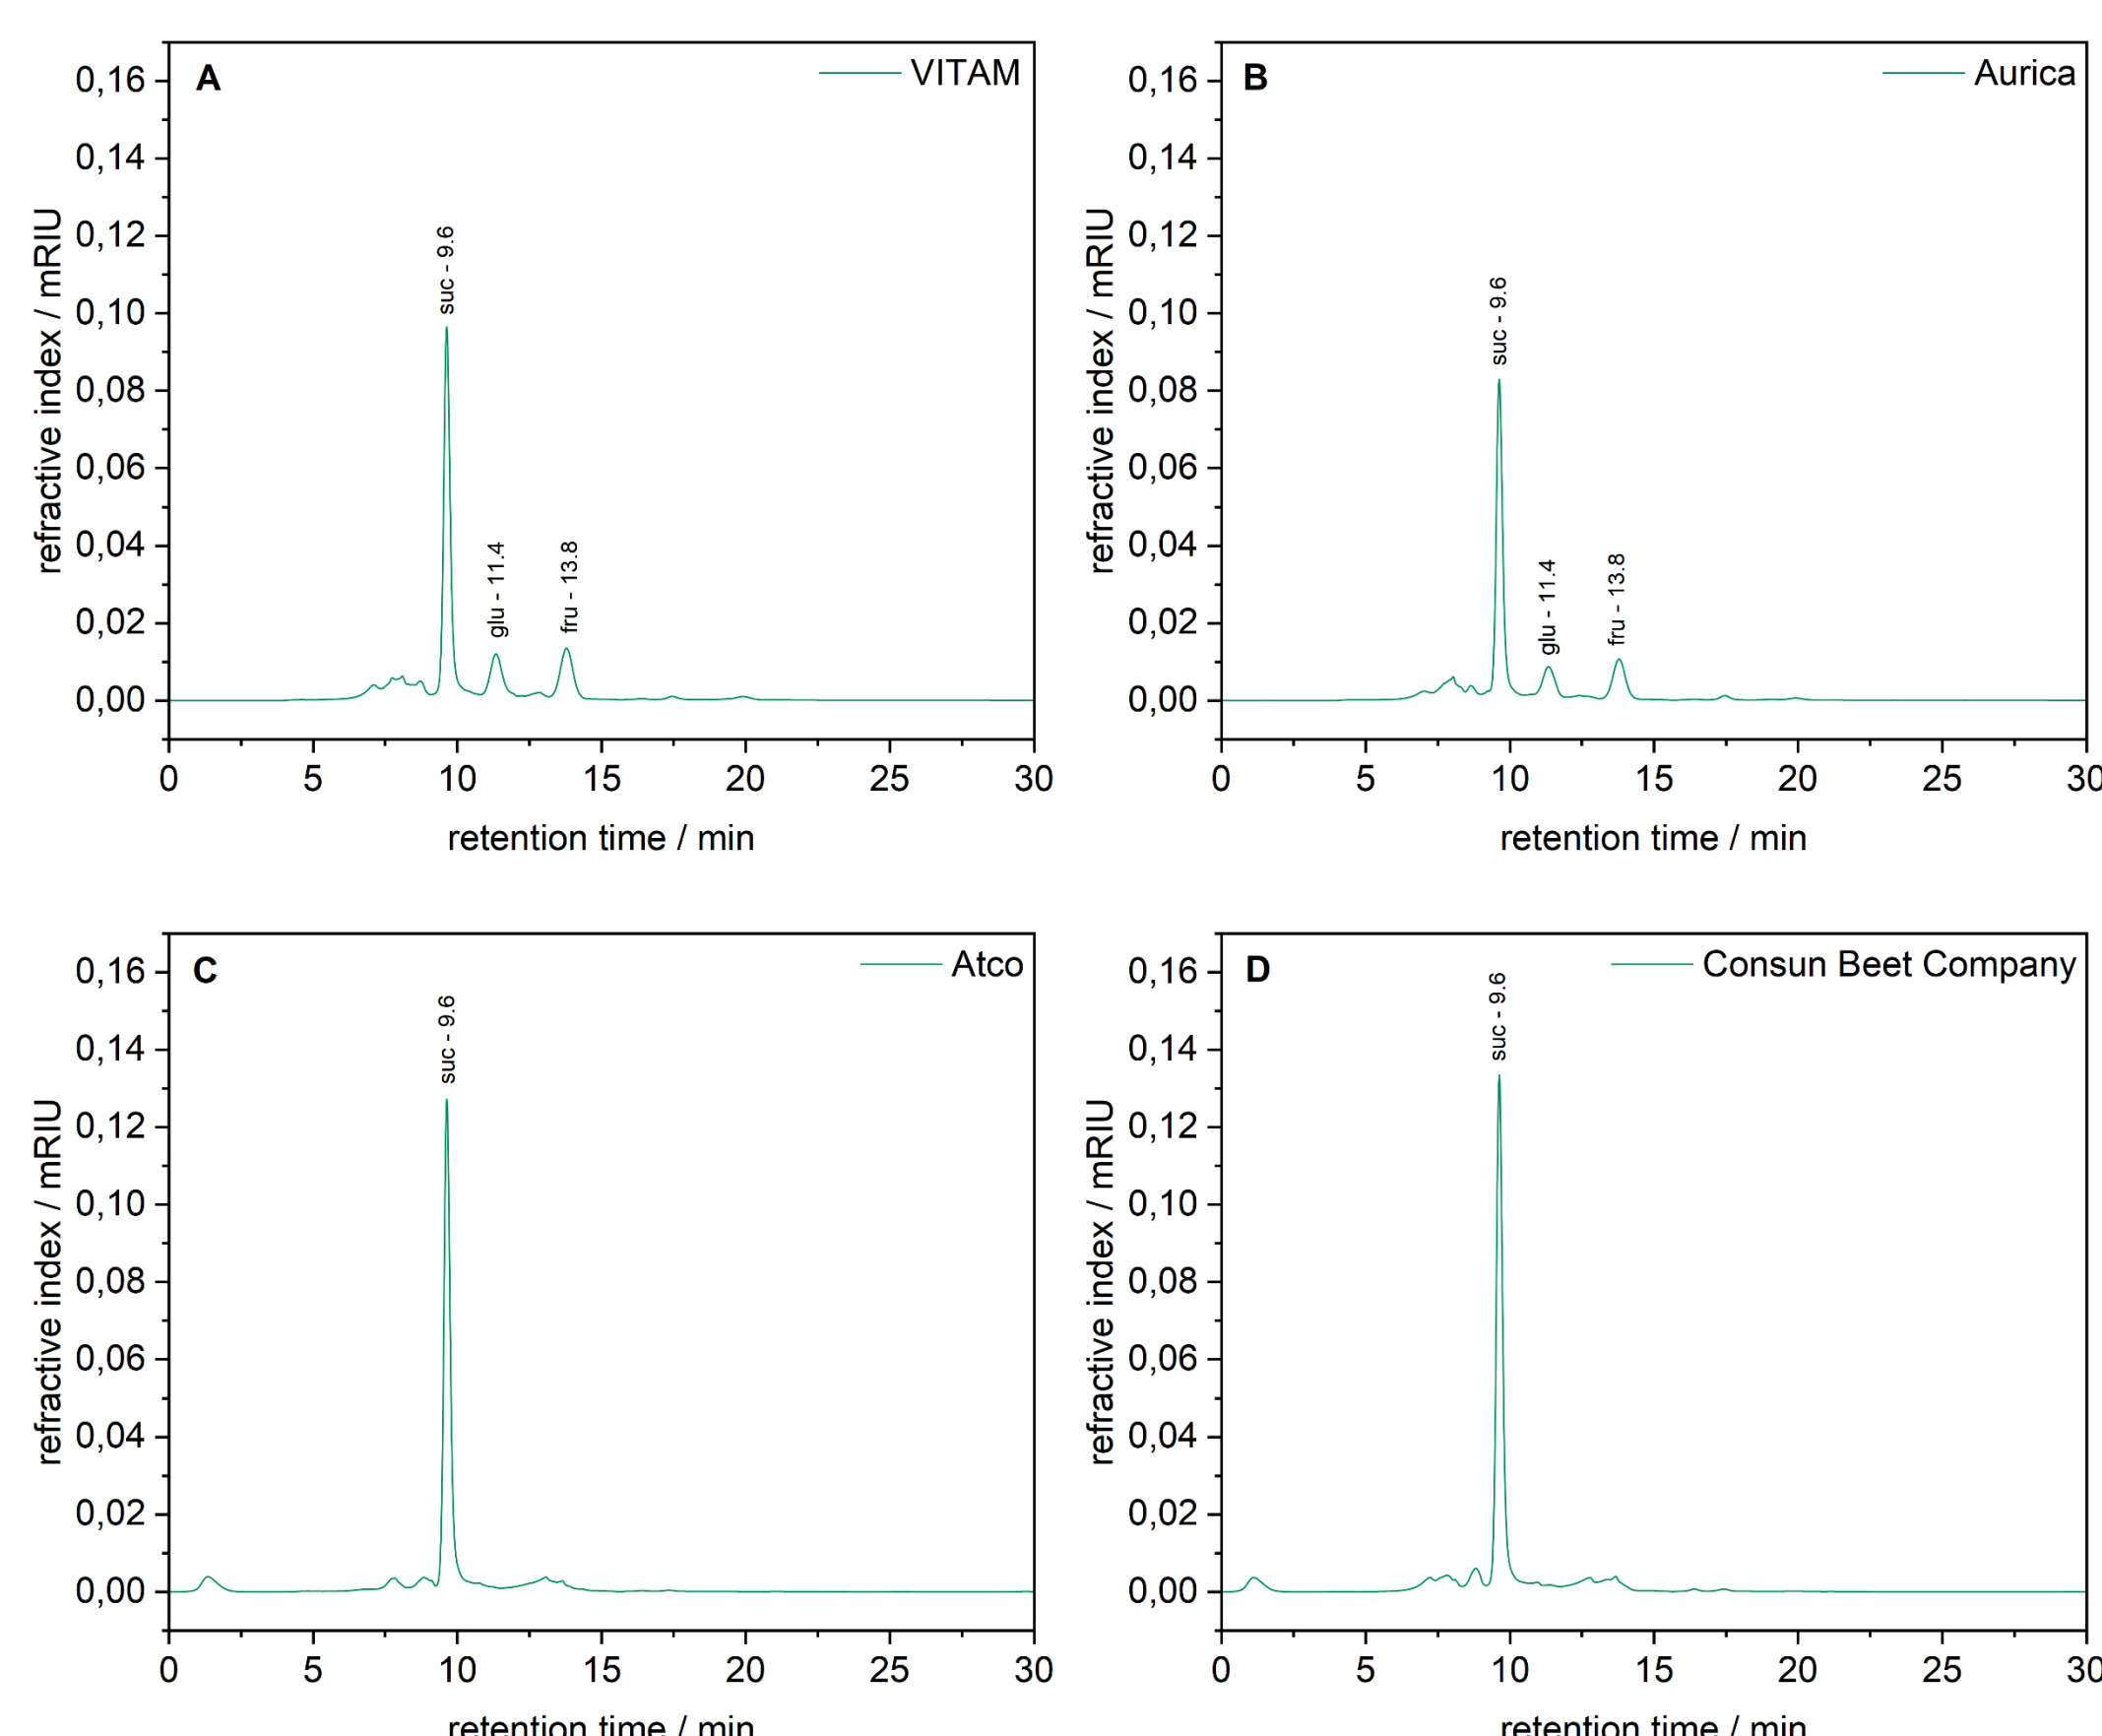 A
VITAM
0,16
0,14
0,12
0,10
0,08
0,06
0,04
0,02
0,00
refractive index / mRIU
suc - 9.6
glu - 11.4
fru - 13.8
0 5 10 15 20 25 30
retention time / min
B
Aurica
0,16
0,14
0,12
0,10
0,08
0,06
0,04
0,02
0,00
refractive index / mRIU
suc - 9.6
glu - 11.4
fru - 13.8
0 5 10 15 20 25 30
retention time / min
C
Atco
0,16
0,14
0,12
0,10
0,08
0,06
0,04
0,02
0,00
refractive index / mRIU
suc - 9.6
0 5 10 15 20 25 30
retention time / min
D
Consun Beet Company
0,16
0,14
0,12
0,10
0,08
0,06
0,04
0,02
0,00
refractive index / mRIU
suc - 9.6
0 5 10 15 20 25 30
retention time / min